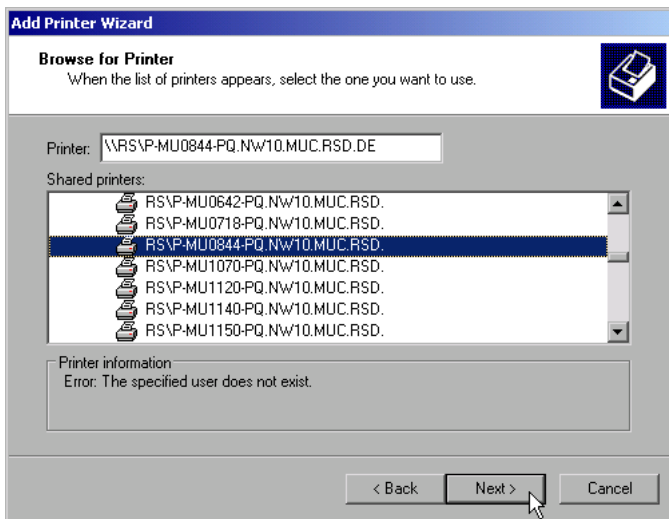 Add Printer Wizard
Browse for Printer
When the list of printers appears, select the one you want to use.
Printer: \\RS\P-MU0844-PQ.NW10.MUC.RSD.DE
Shared printers:
RS\P-MU0642-PQ.NW10.MUC.RSD.
RS\P-MU0718-PQ.NW10.MUC.RSD.
RS\P-MU0844-PQ.NW10.MUC.RSD.
RS\P-MU1070-PQ.NW10.MUC.RSD.
RS\P-MU1120-PQ.NW10.MUC.RSD.
RS\P-MU1140-PQ.NW10.MUC.RSD.
RS\P-MU1150-PQ.NW10.MUC.RSD.
Printer information
Error: The specified user does not exist.
< Back Next > Cancel